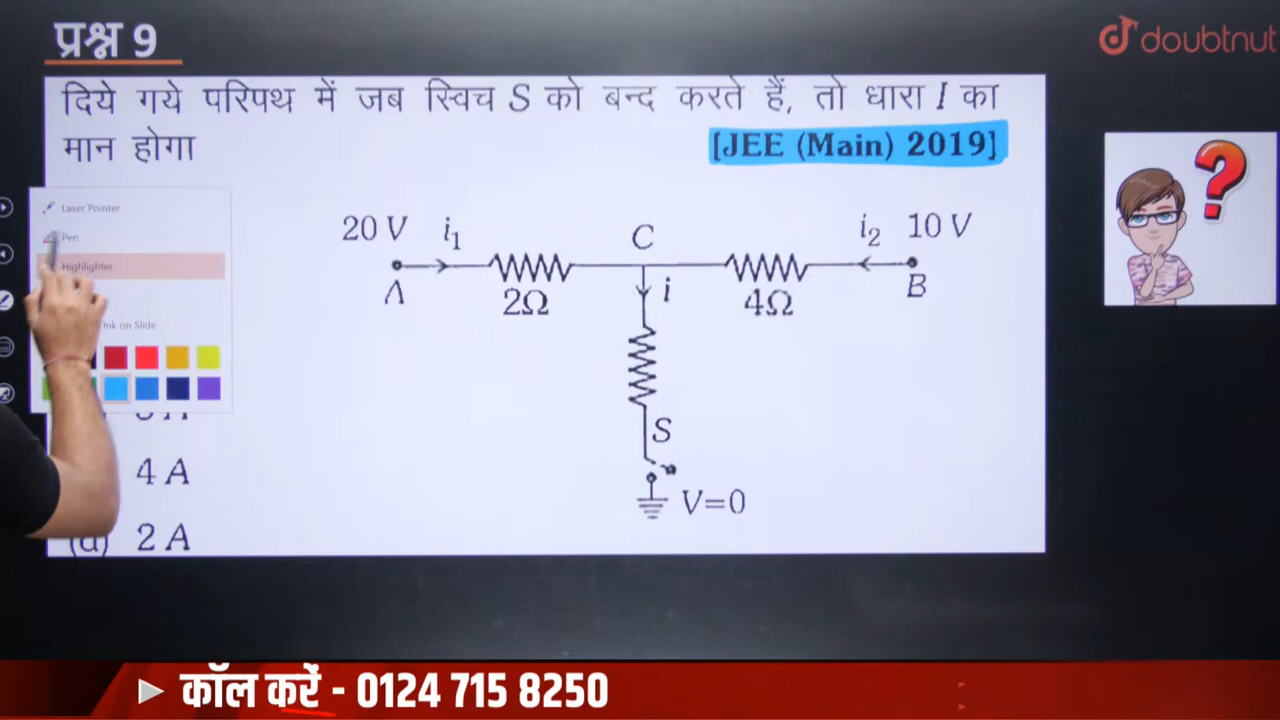 प्रश्न 9
doubtnut
दिये गये परिपथ में जब स्विच S को बन्द करते हैं, तो धारा I का
मान होगा
[JEE (Main) 2019]
Laser Pointer
Pen
Highlighter
Ink on Slide
20 V i₁ C i₂ 10 V
A 2Ω i 4Ω B
S
V=0
4 A
(d) 2 A
कॉल करें - 0124 715 8250